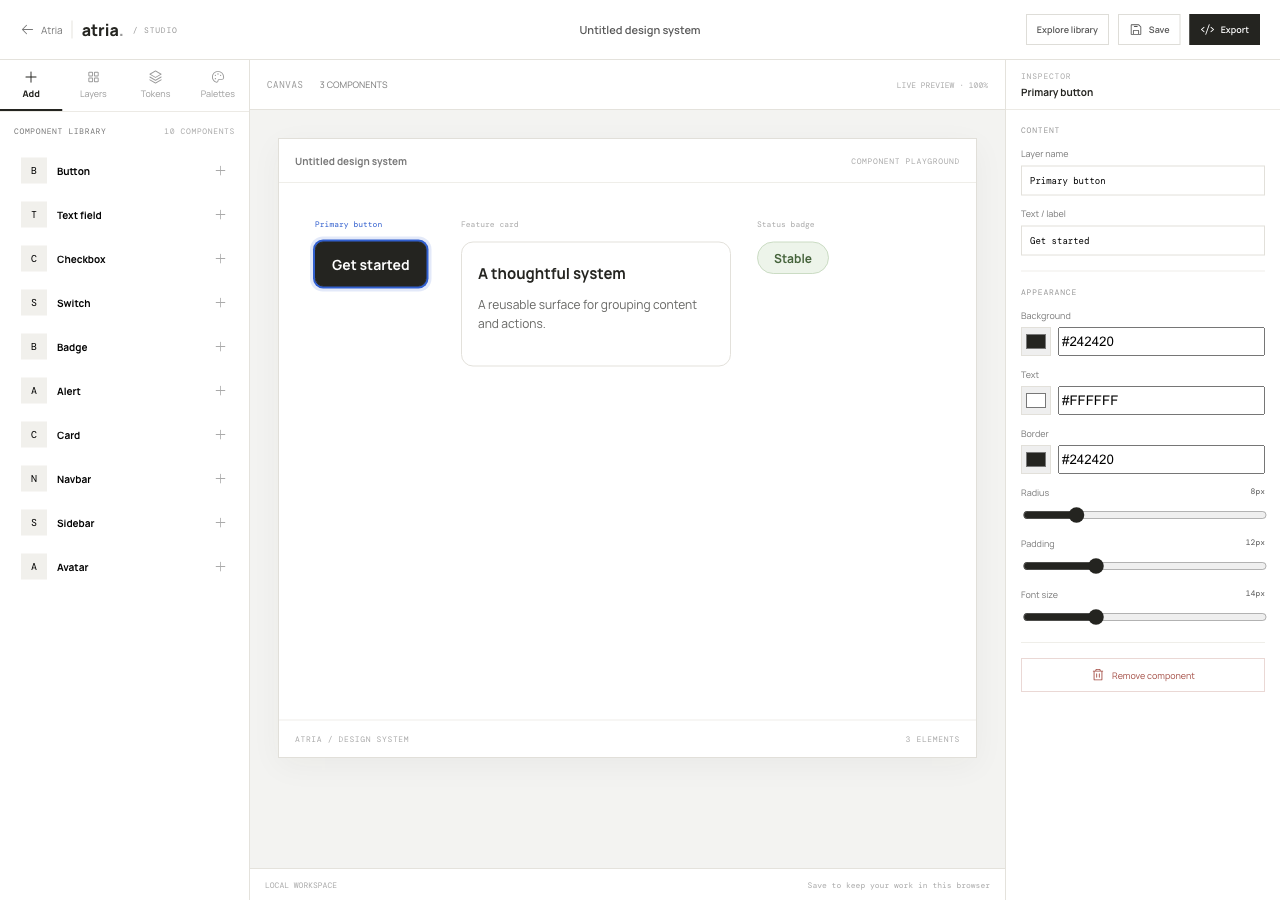 Atria
atria.
/ STUDIO
Untitled design system
Explore library
Save
Export
Add
Layers
Tokens
Palettes
COMPONENT LIBRARY
10 COMPONENTS
B Button
T Text field
C Checkbox
S Switch
B Badge
A Alert
C Card
N Navbar
S Sidebar
A Avatar
CANVAS
3 COMPONENTS
LIVE PREVIEW · 100%
Untitled design system
COMPONENT PLAYGROUND
Primary button
Get started
Feature card
A thoughtful system
A reusable surface for grouping content
and actions.
Status badge
Stable
ATRIA / DESIGN SYSTEM
3 ELEMENTS
LOCAL WORKSPACE
Save to keep your work in this browser
INSPECTOR
Primary button
CONTENT
Layer name
Primary button
Text / label
Get started
APPEARANCE
Background
#242420
Text
#FFFFFF
Border
#242420
Radius
8px
Padding
12px
Font size
14px
Remove component